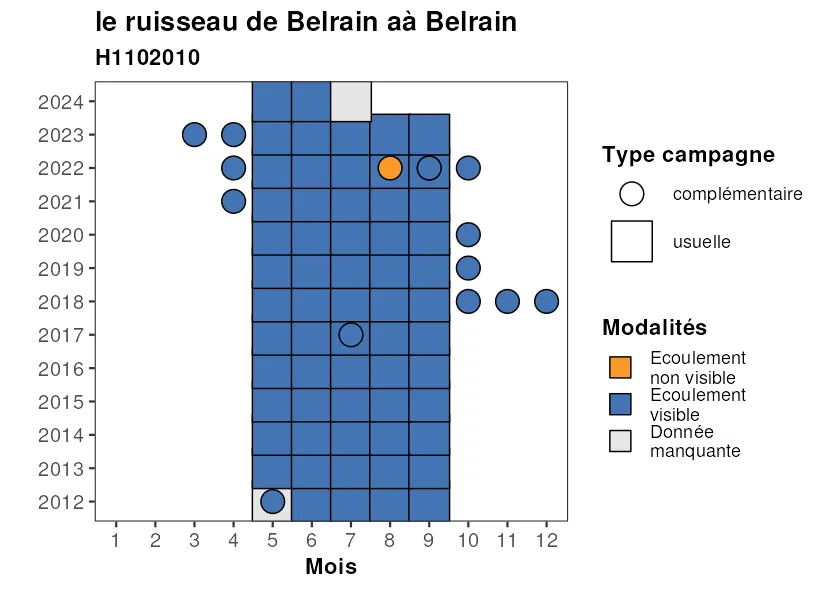 le ruisseau de Belrain aà Belrain
H1102010
2024
2023
2022
2021
2020
2019
2018
2017
2016
2015
2014
2013
2012
1 2 3 4 5 6 7 8 9 10 11 12
Mois
Type campagne
complémentaire
usuelle
Modalités
Ecoulement
non visible
Ecoulement
visible
Donnée
manquante